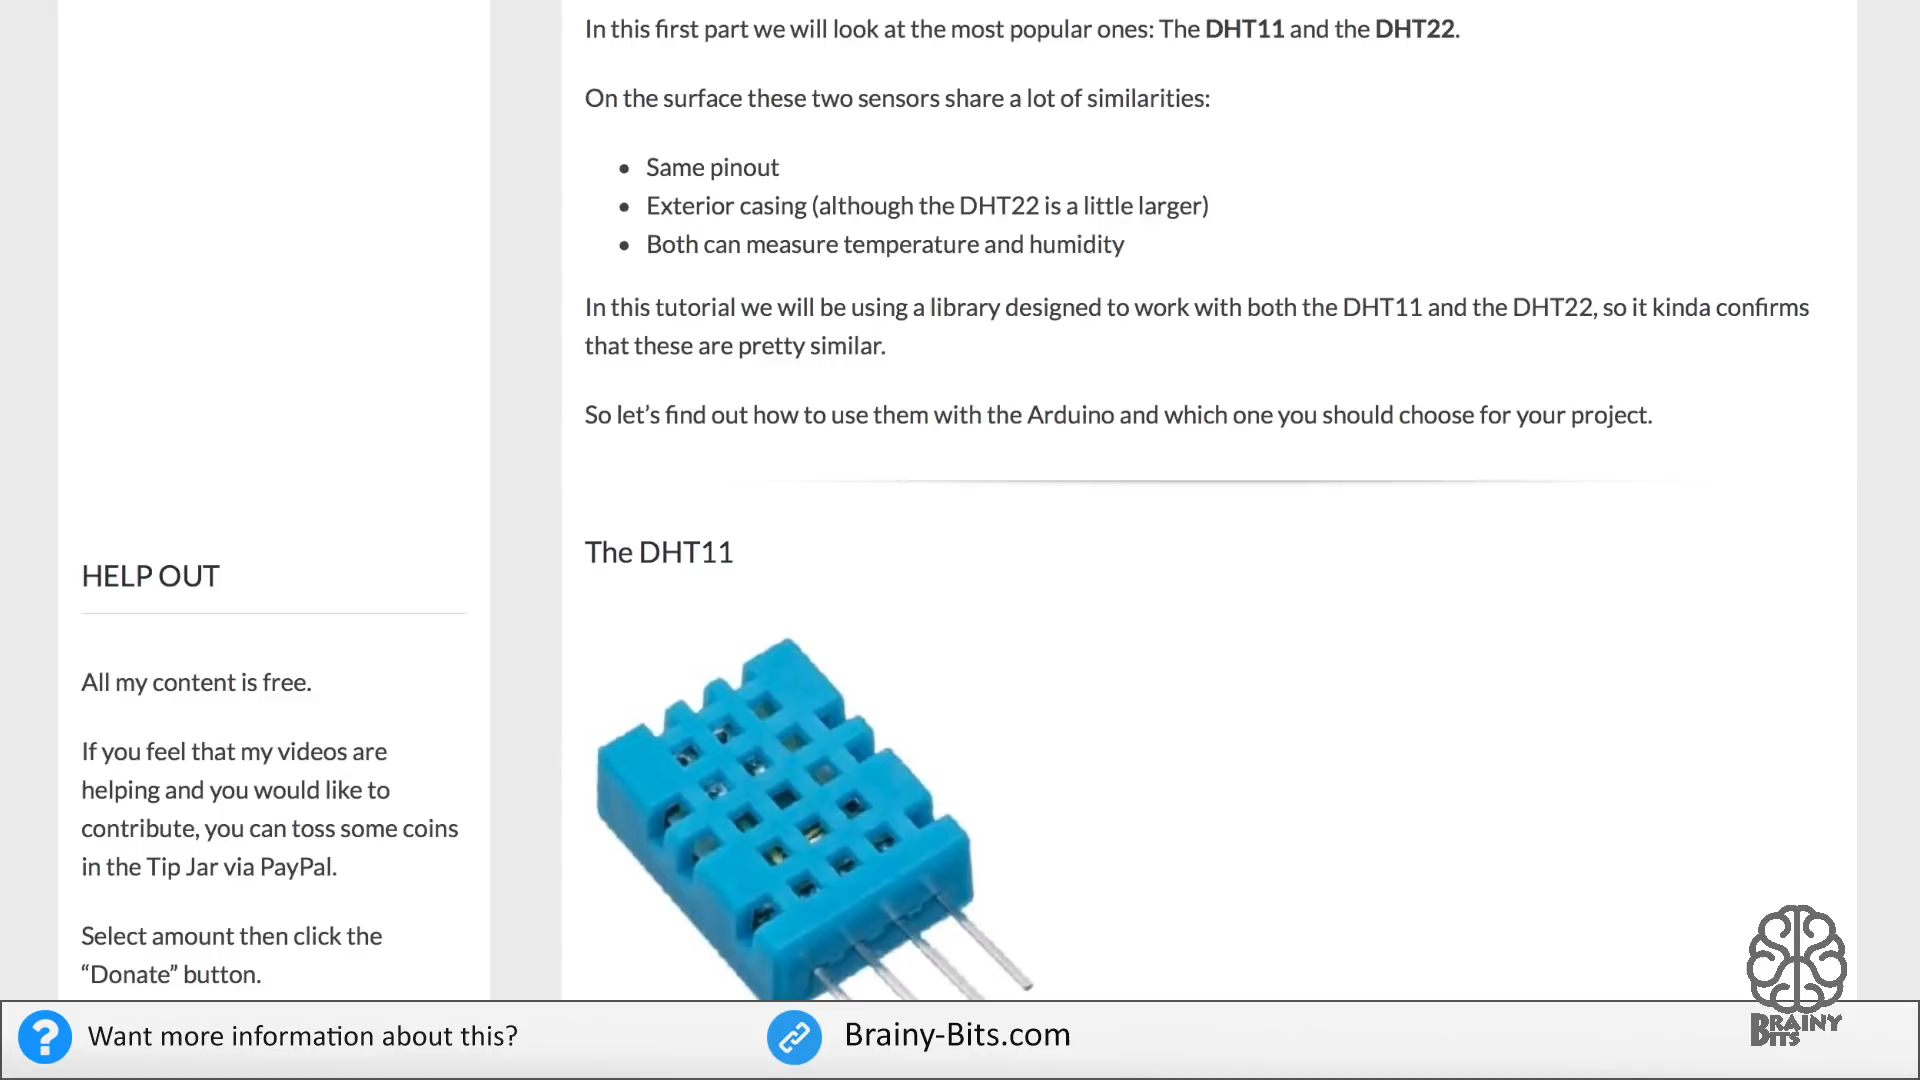 In this first part we will look at the most popular ones: The DHT11 and the DHT22.
On the surface these two sensors share a lot of similarities:
• Same pinout
• Exterior casing (although the DHT22 is a little larger)
• Both can measure temperature and humidity
In this tutorial we will be using a library designed to work with both the DHT11 and the DHT22, so it kinda confirms
that these are pretty similar.
So let’s find out how to use them with the Arduino and which one you should choose for your project.
The DHT11
HELP OUT
All my content is free.
If you feel that my videos are
helping and you would like to
contribute, you can toss some coins
in the Tip Jar via PayPal.
Select amount then click the
“Donate” button.
? Want more information about this?
Brainy-Bits.com
BRAINY
BITS